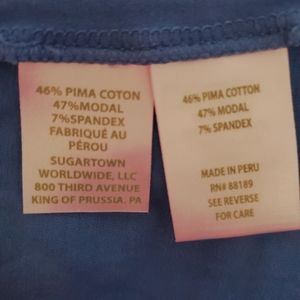 46% PIMA COTON
47% MODAL
7% SPANDEX
FABRIQUÉ AU
PÉROU
SUGARTOWN
WORLDWIDE, LLC
800 THIRD AVENUE
KING OF PRUSSIA. PA
46% PIMA COTTON
47% MODAL
7% SPANDEX
MADE IN PERU
RN# 88189
SEE REVERSE
FOR CARE